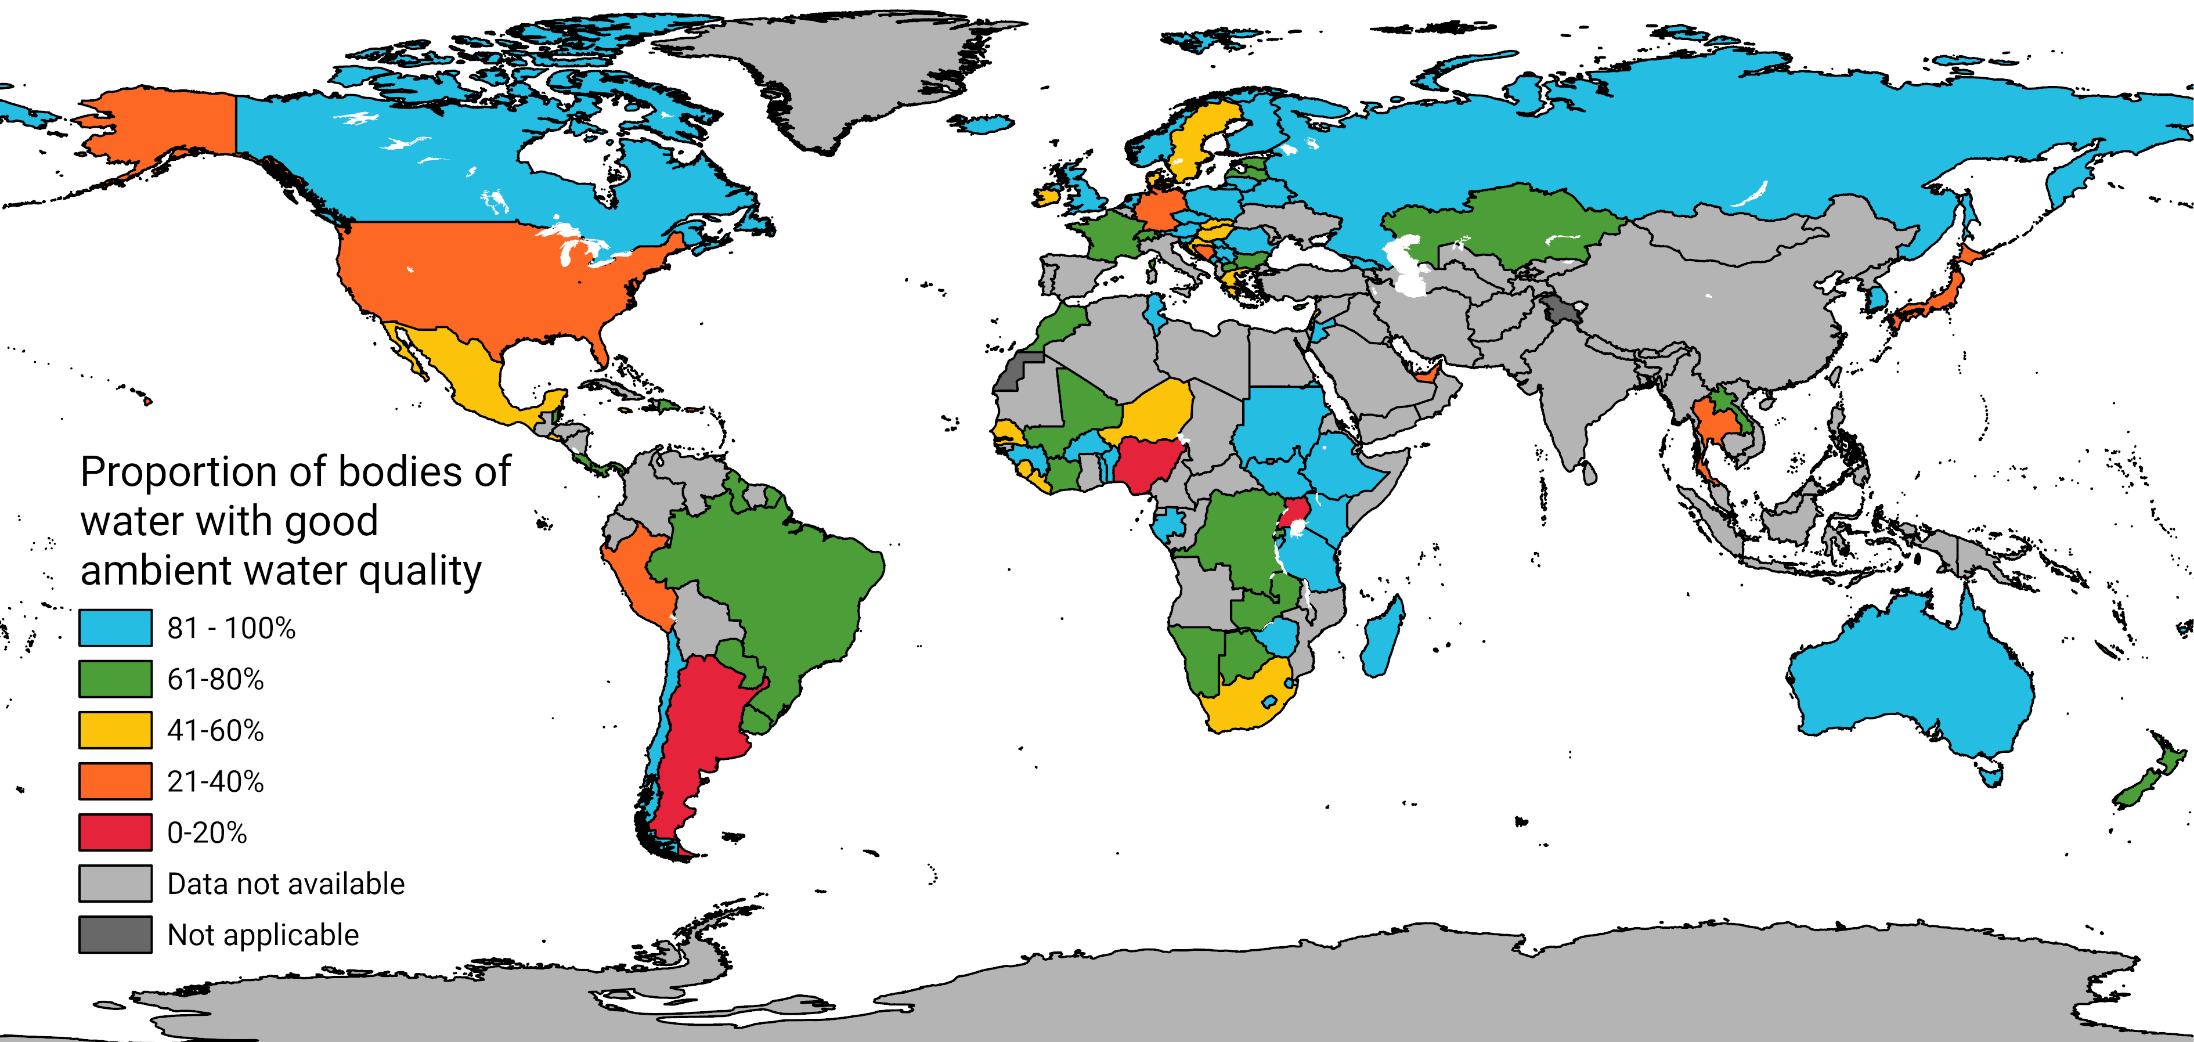 Proportion of bodies of
water with good
ambient water quality
81 - 100%
61-80%
41-60%
21-40%
0-20%
Data not available
Not applicable